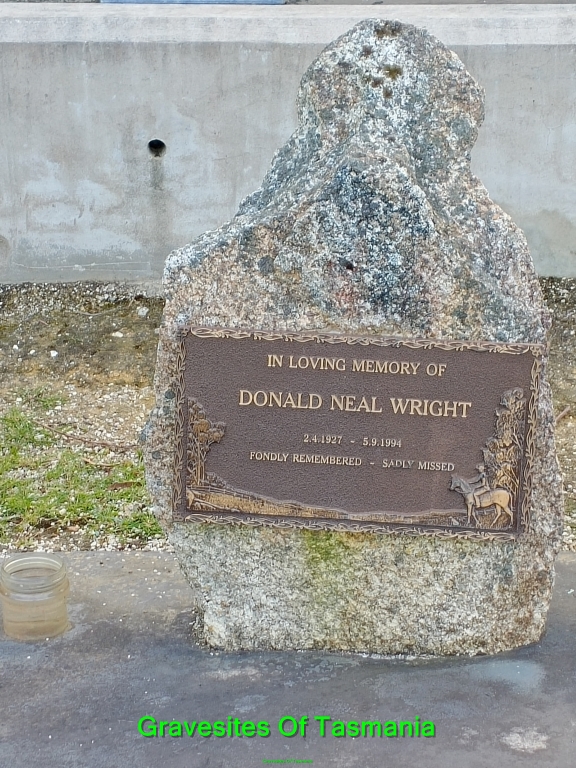 IN LOVING MEMORY OF
DONALD NEAL WRIGHT
2.4.1927 - 5.9.1994
FONDLY REMEMBERED - SADLY MISSED
Gravesites Of Tasmania